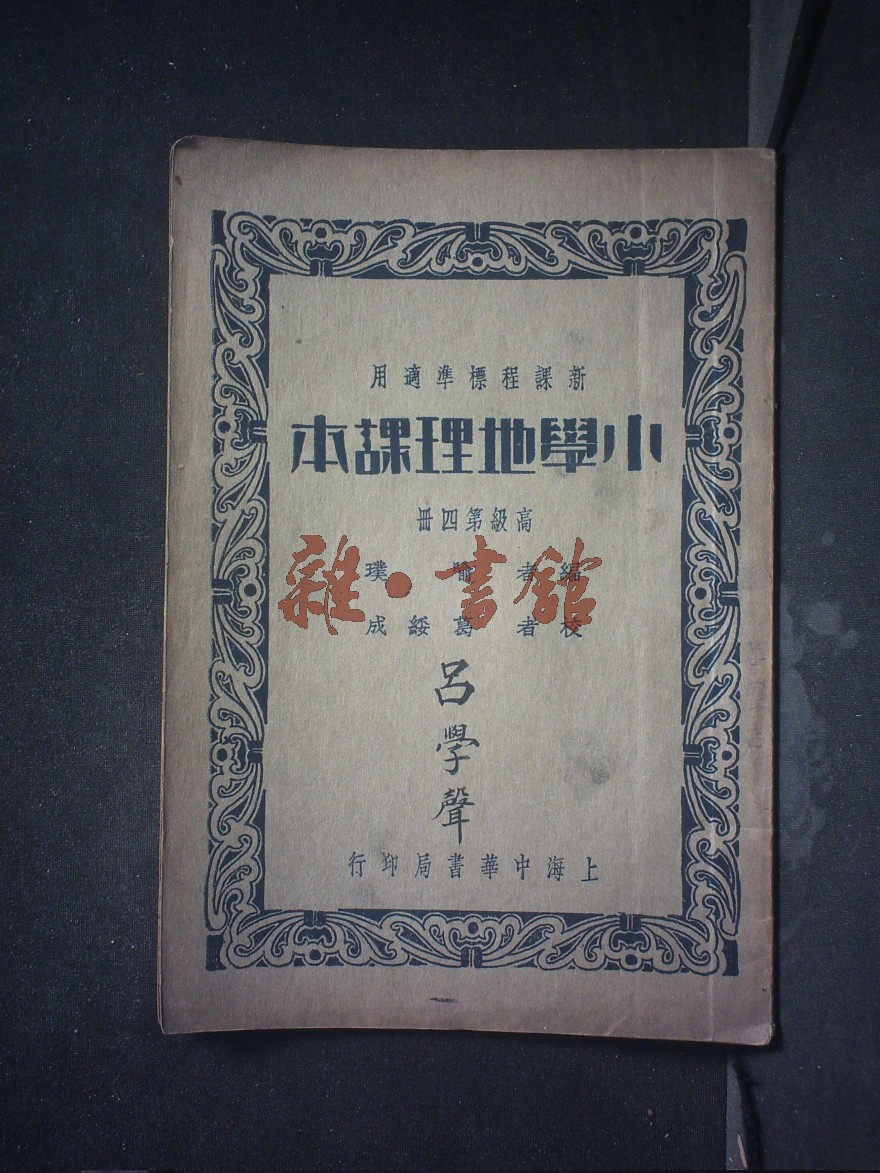 新課程標準適用
小學地理課本
高級第四冊
編者 喻璞
校者 葛綏成
雜·書館
呂學聲
上海中華書局印行